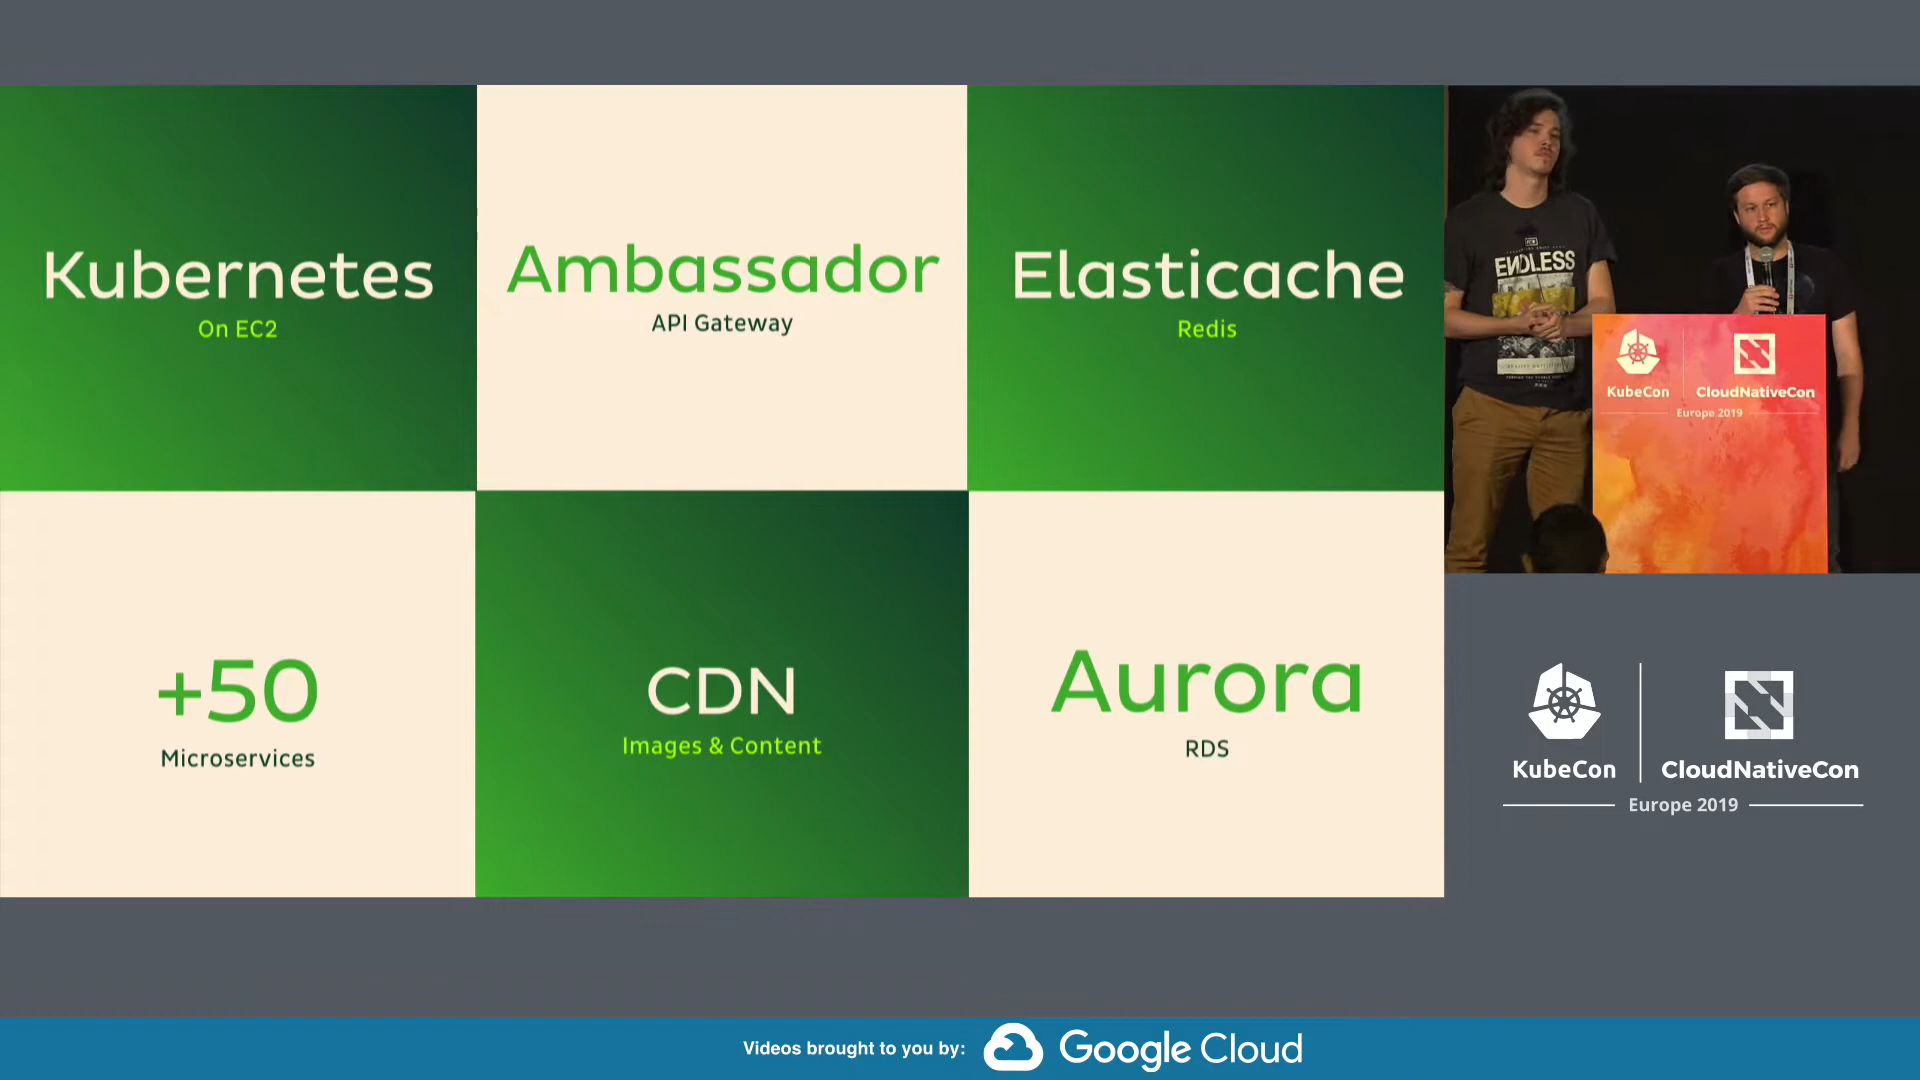 Kubernetes
On EC2
Ambassador
API Gateway
Elasticache
Redis
+50
Microservices
CDN
Images & Content
Aurora
RDS
ENDLESS
KubeCon
CloudNativeCon
Europe 2019
KubeCon
CloudNativeCon
Europe 2019
Videos brought to you by:
Google Cloud